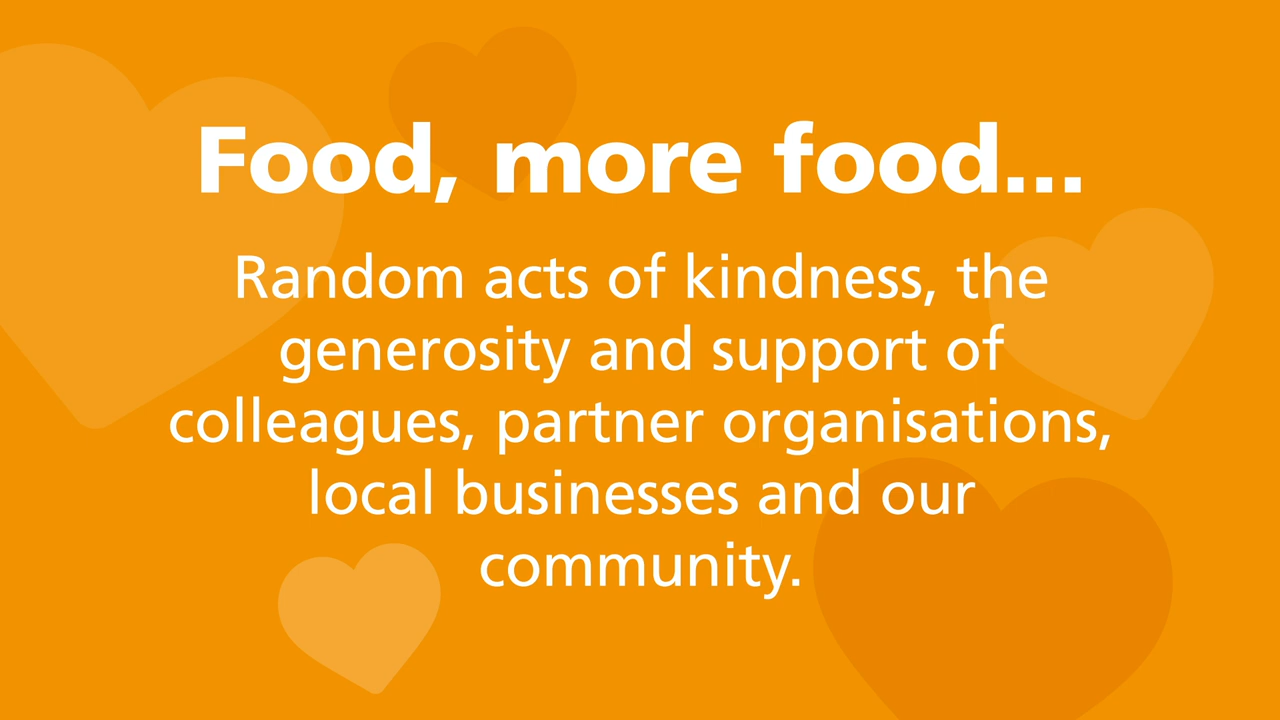 Food, more food...
Random acts of kindness, the
generosity and support of
colleagues, partner organisations,
local businesses and our
community.